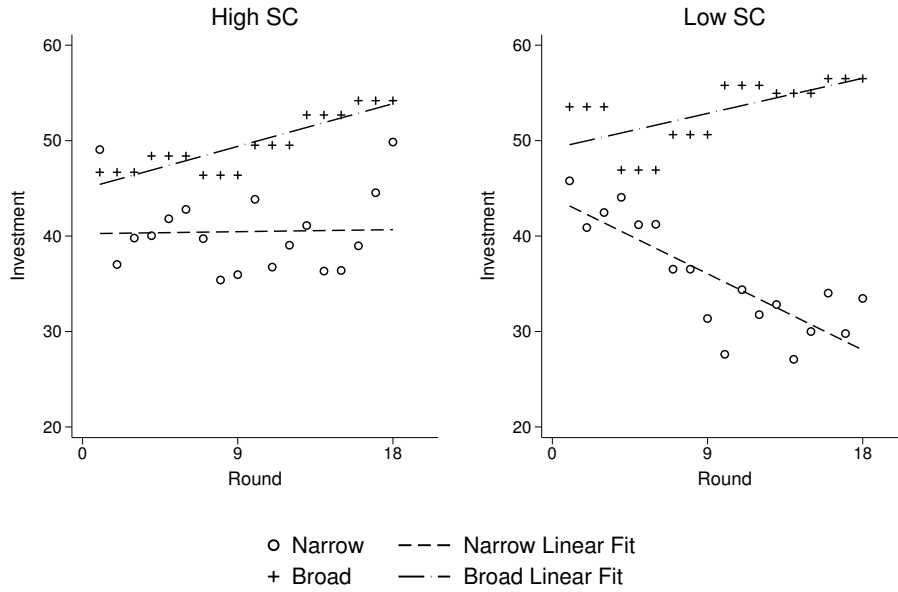 High SC
Low SC
60
50
40
30
20
Investment
0
9
18
Round
60
50
40
30
20
Investment
0
9
18
Round
Narrow
Narrow Linear Fit
Broad
Broad Linear Fit